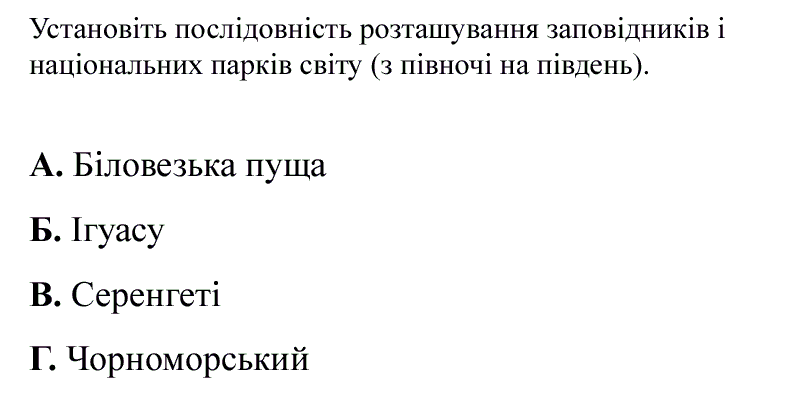 Установіть послідовність розташування заповідників і
національних парків світу (з півночі на південь).
А. Біловезька пуща
Б. Ігуасу
В. Серенгеті
Г. Чорноморський